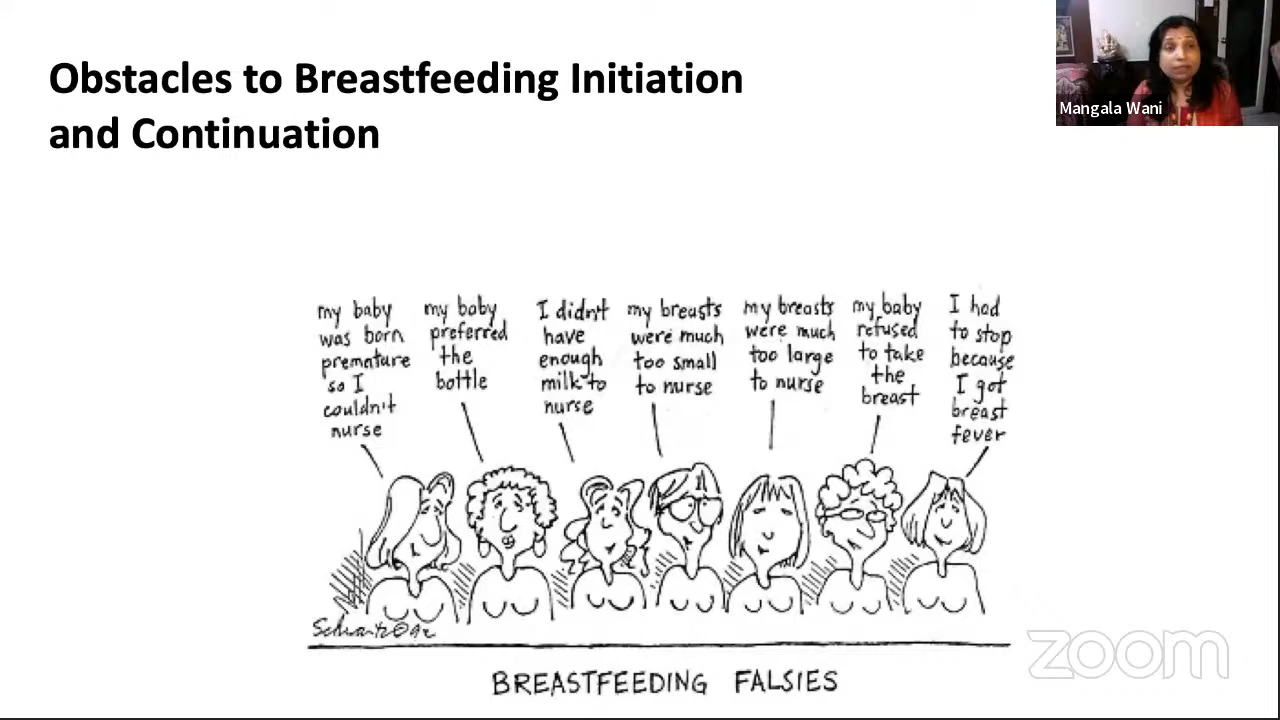 Obstacles to Breastfeeding Initiation
and Continuation
Mangala Wani
my baby
was born
premature
so I
couldn't
nurse
my baby
preferred
the
bottle
I didn't
have
enough
milk to
nurse
my breasts
were much
too small
to nurse
my breasts
were much
too large
to nurse
my baby
refused
to take
the
breast
I had
to stop
because
I got
breast
fever
BREASTFEEDING FALSIES
zoom